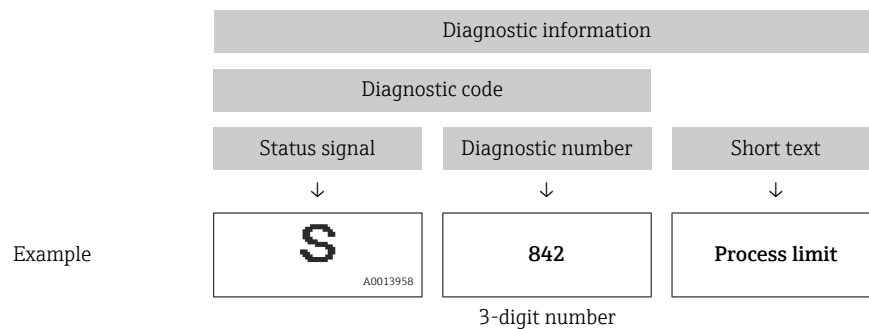 Diagnostic information
Diagnostic code
Status signal Diagnostic number Short text
↓ ↓ ↓
Example S 842 Process limit
A0013958
3-digit number